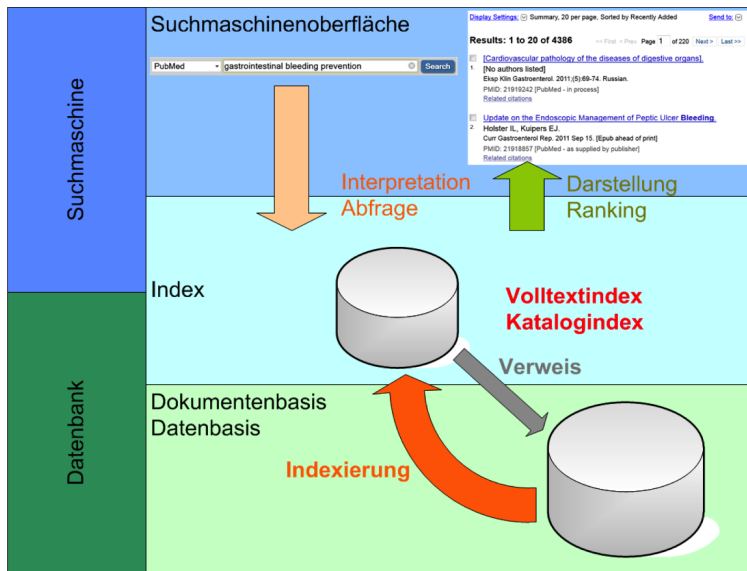 Suchmaschinenoberfläche
PubMed gastrointestinal bleeding prevention Search
Display Settings: Summary, 20 per page, Sorted by Recently Added Send to:
Results: 1 to 20 of 4386 << First < Prev Page 1 of 220 Next > Last >>
[Cardiovascular pathology of the diseases of digestive organs].
1. [No authors listed]
Eksp Klin Gastroenterol. 2011;(5):69-74. Russian.
PMID: 21919242 [PubMed - in process]
Related citations
Update on the Endoscopic Management of Peptic Ulcer Bleeding.
2. Holster IL, Kuipers EJ.
Curr Gastroenterol Rep. 2011 Sep 15. [Epub ahead of print]
PMID: 21918857 [PubMed - as supplied by publisher]
Related citations
Suchmaschine
Interpretation
Abfrage
Darstellung
Ranking
Index
Volltextindex
Katalogindex
Verweis
Datenbank
Dokumentenbasis
Datenbasis
Indexierung